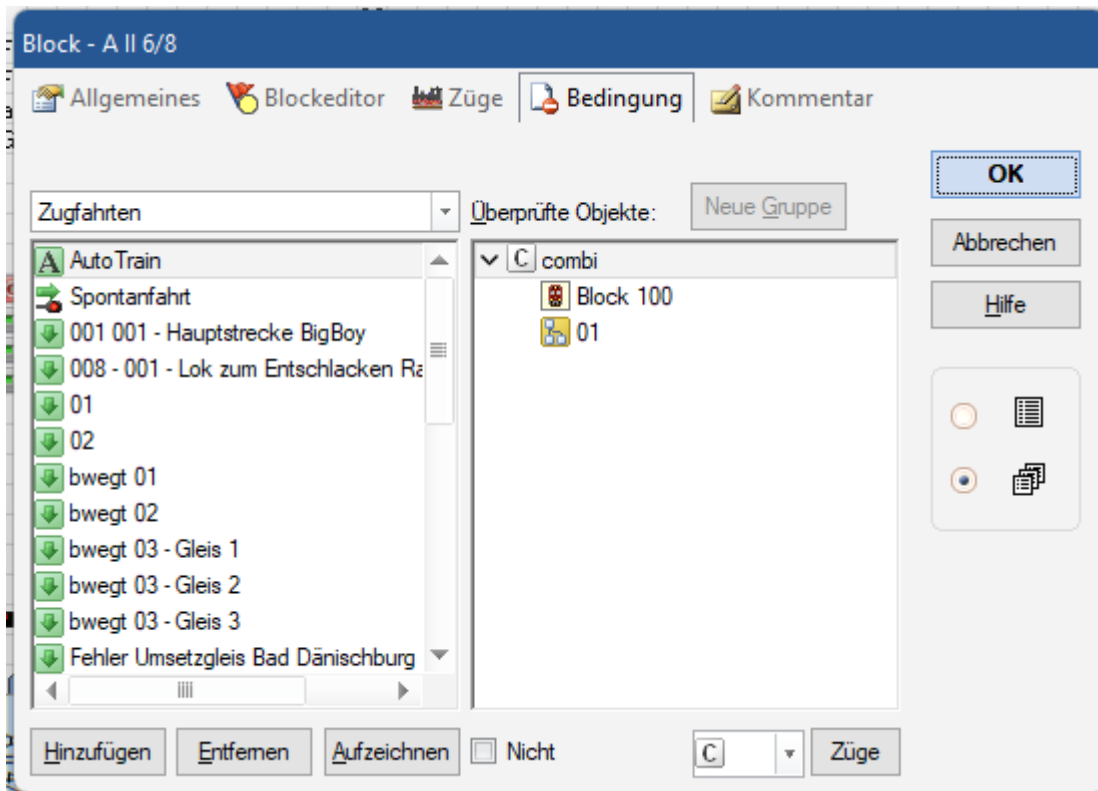 Block - A II 6/8
Allgemeines Blockeditor Züge Bedingung Kommentar
OK
Zugfahrten Überprüfte Objekte: Neue Gruppe
Abbrechen
AutoTrain
Spontanfahrt
001 001 - Hauptstrecke BigBoy
008 - 001 - Lok zum Entschlacken Ra
01
02
bwegt 01
bwegt 02
bwegt 03 - Gleis 1
bwegt 03 - Gleis 2
bwegt 03 - Gleis 3
Fehler Umsetzgleis Bad Dänischburg
C combi
Block 100
01
Hilfe
Hinzufügen Entfernen Aufzeichnen Nicht C Züge